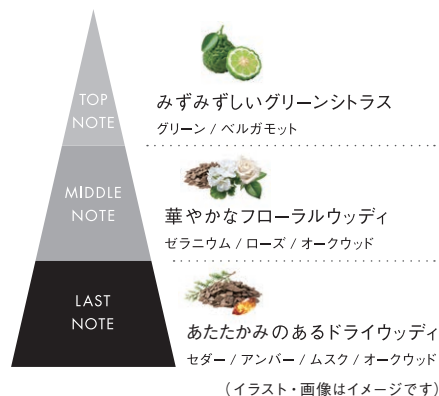 TOP
NOTE
みずみずしいグリーンシトラス
グリーン / ベルガモット
MIDDLE
NOTE
華やかなフローラルウッディ
ゼラニウム / ローズ / オークウッド
LAST
NOTE
あたたかみのあるドライウッディ
セダー / アンバー / ムスク / オークウッド
（イラスト・画像はイメージです）